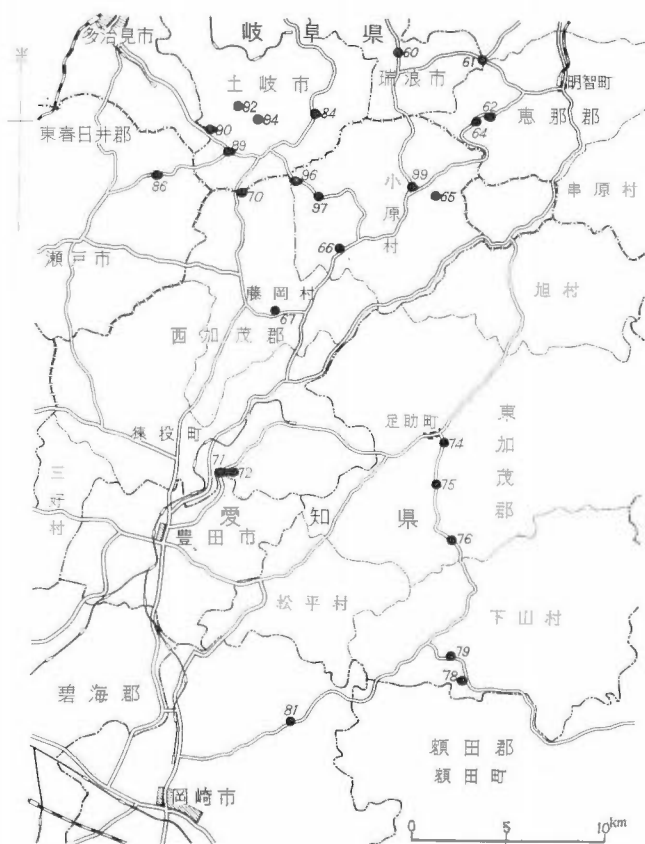 岐阜県
多治見市
土岐市
瑞浪市
明智町
恵那郡
東春日井郡
小原村
串原村
瀬戸市
藤岡村
旭村
西加茂郡
猿投町
足助町
東加茂郡
三好村
愛知県
豊田市
松平村
下山村
碧海郡
額田郡
額田町
岡崎市
60
61
92
94
84
62
64
90
89
86
96
99
70
97
65
66
67
71
72
74
75
76
79
78
81
0 5 10km